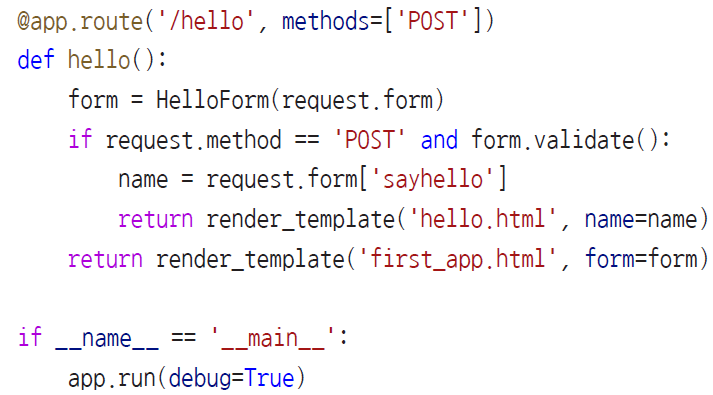 @app.route('/hello', methods=['POST'])
def hello():
    form = HelloForm(request.form)
    if request.method == 'POST' and form.validate():
        name = request.form['sayhello']
        return render_template('hello.html', name=name)
    return render_template('first_app.html', form=form)

if __name__ == '__main__':
    app.run(debug=True)